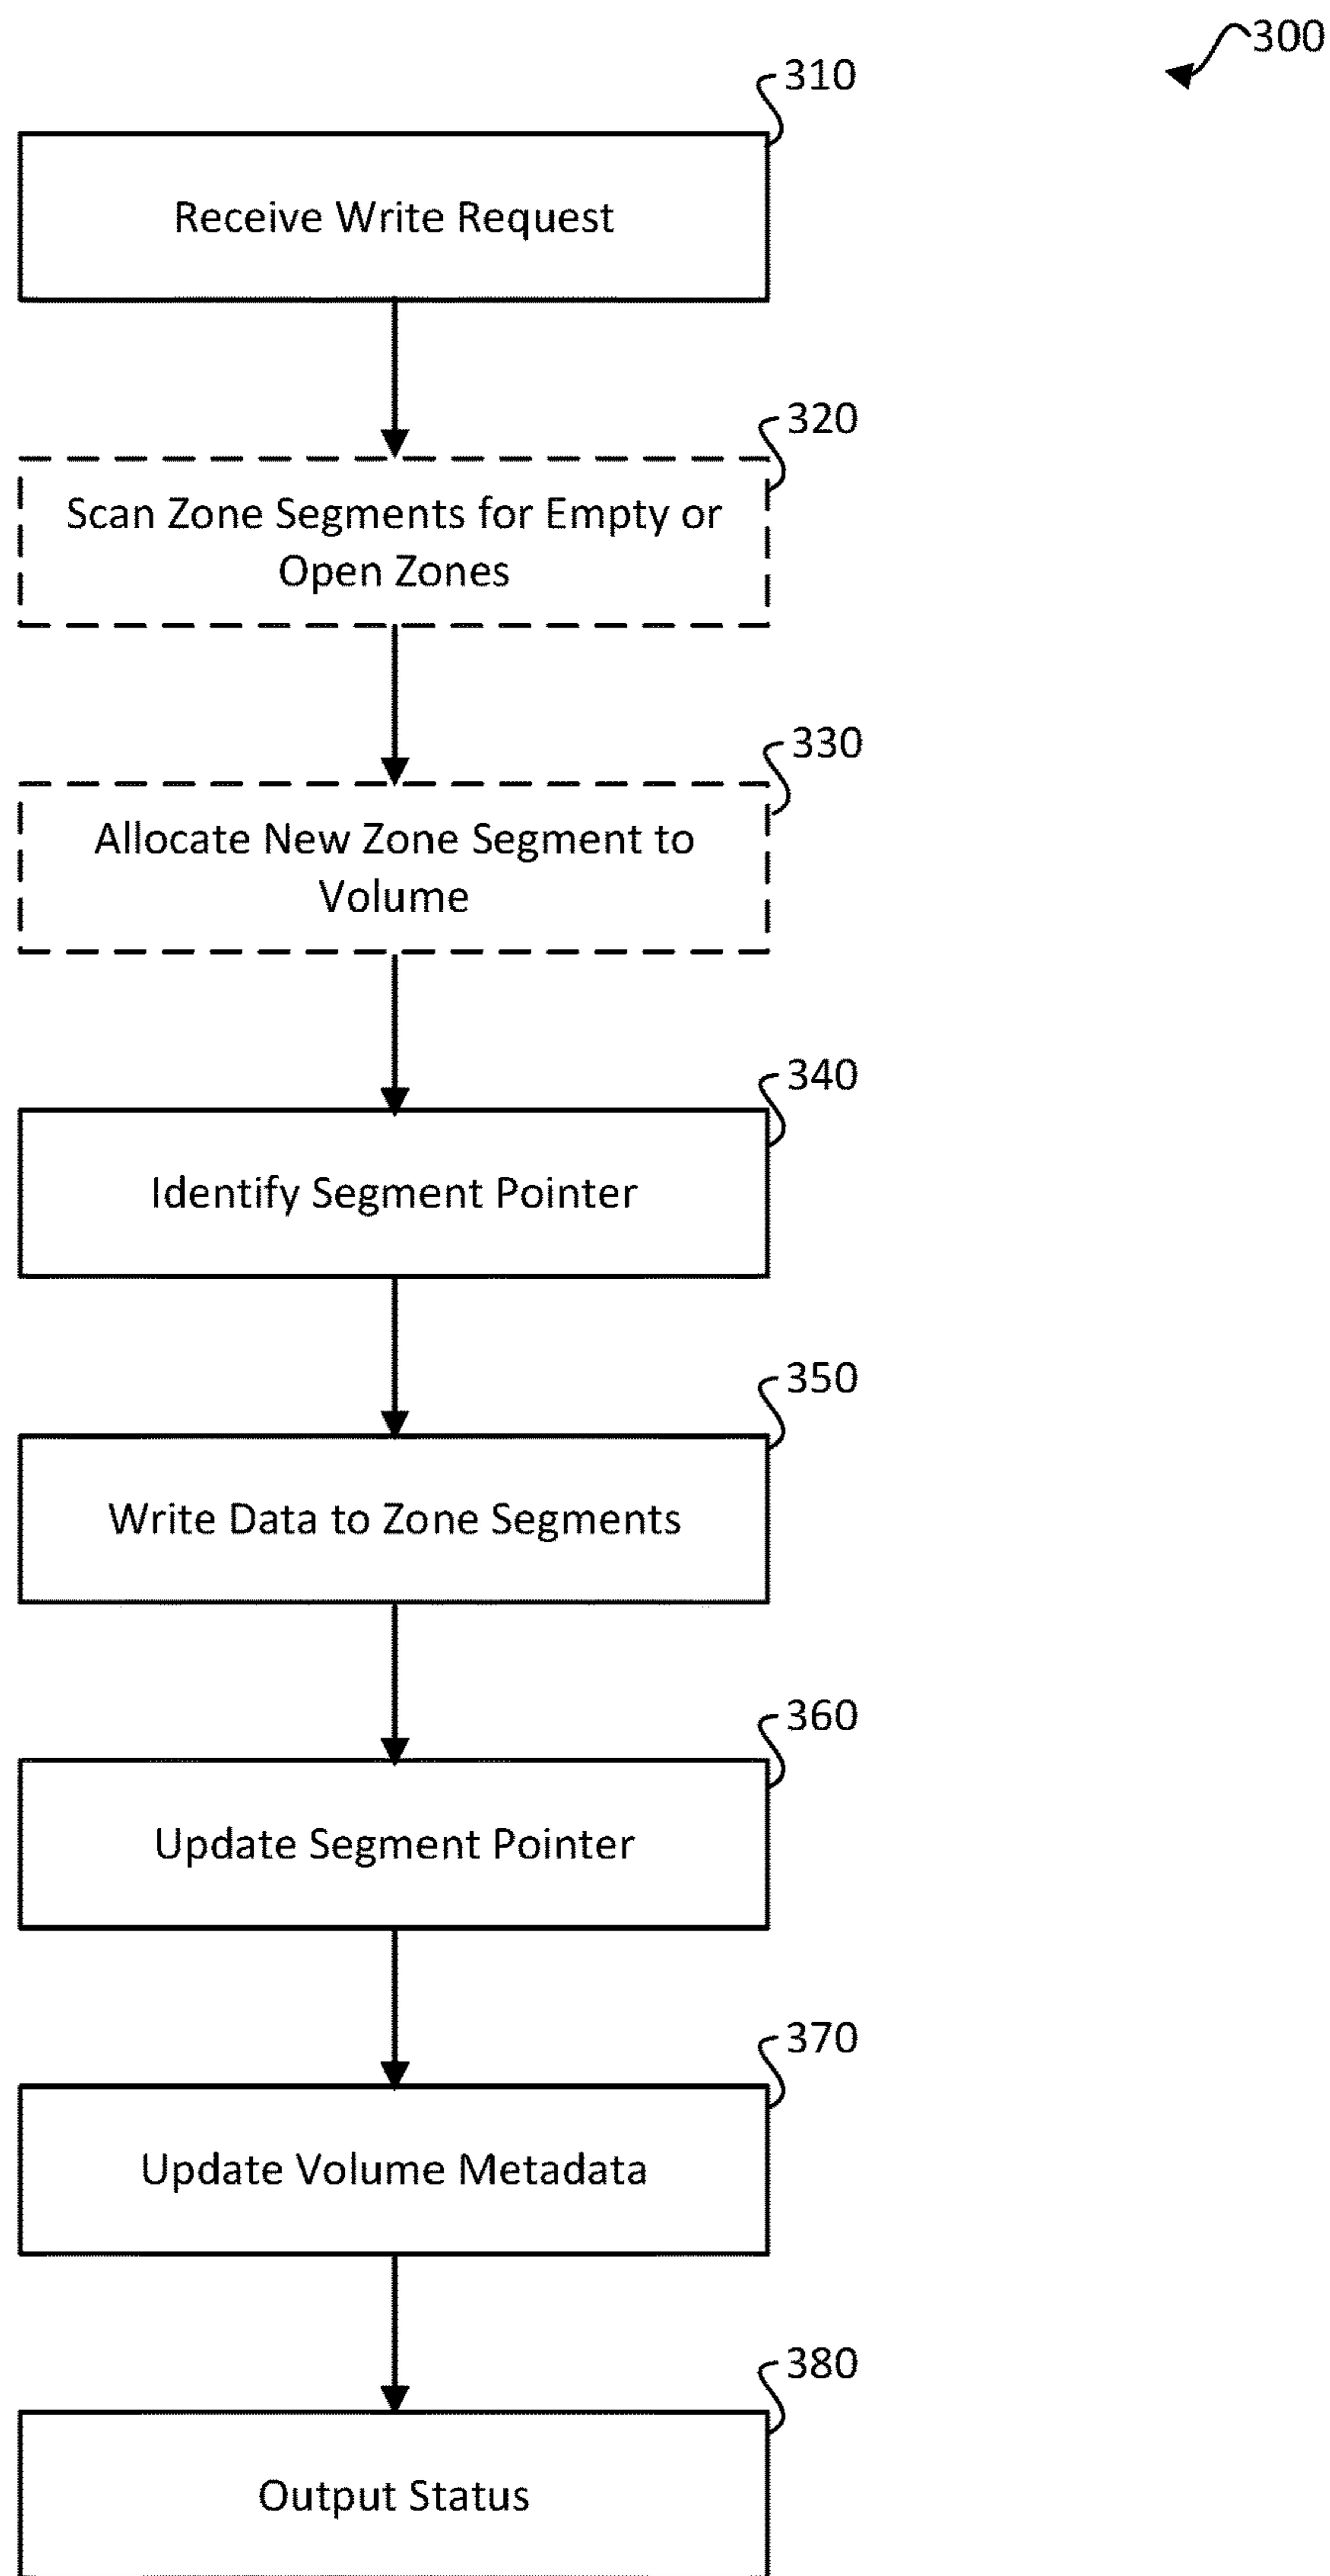 300
310
Receive Write Request
320
Scan Zone Segments for Empty or
Open Zones
330
Allocate New Zone Segment to
Volume
340
Identify Segment Pointer
350
Write Data to Zone Segments
360
Update Segment Pointer
370
Update Volume Metadata
380
Output Status